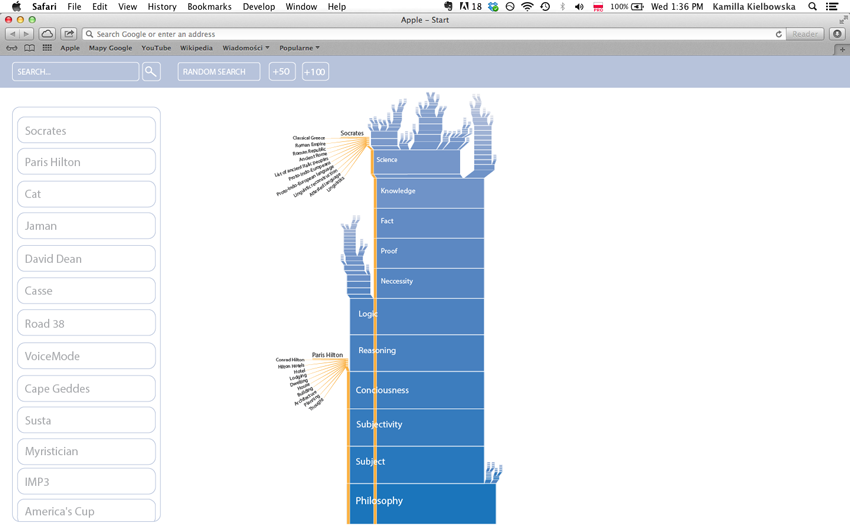 Safari File Edit View History Bookmarks Develop Window Help
18 PRO 100% Wed 1:36 PM Kamilla Kielbowska
Apple – Start
Search Google or enter an address
Reader
Apple Mapy Google YouTube Wikipedia Wiadomości Popularne
SEARCH...
RANDOM SEARCH
+50
+100
Socrates
Paris Hilton
Cat
Jaman
David Dean
Casse
Road 38
VoiceMode
Cape Geddes
Susta
Myristician
IMP3
America's Cup
Socrates
Classical Greece
Roman Empire
Roman Republic
Ancient Rome
List of ancient Italic peoples
Proto-Indo-Europeans
Proto-Indo-European language
Linguistic reconstruction
Attested language
Linguistics
Science
Knowledge
Fact
Proof
Neccessity
Logic
Reasoning
Paris Hilton
Conrad Hilton
Hilton Hotels
Hotel
Lodging
Dwelling
House
Building
Architecture
Planning
Thought
Condiousness
Subjectivity
Subject
Philosophy